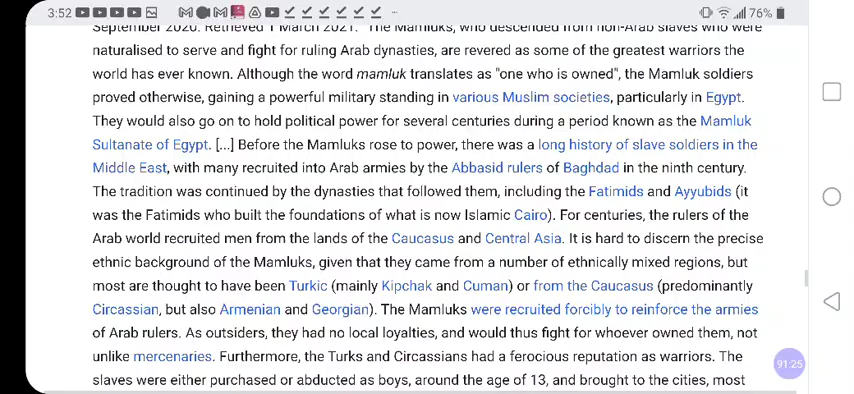 3:52
76%
September 2020. Retrieved 1 March 2021. "The Mamluks, who descended from non-Arab slaves who were
naturalised to serve and fight for ruling Arab dynasties, are revered as some of the greatest warriors the
world has ever known. Although the word mamluk translates as "one who is owned", the Mamluk soldiers
proved otherwise, gaining a powerful military standing in various Muslim societies, particularly in Egypt.
They would also go on to hold political power for several centuries during a period known as the Mamluk
Sultanate of Egypt. [...] Before the Mamluks rose to power, there was a long history of slave soldiers in the
Middle East, with many recruited into Arab armies by the Abbasid rulers of Baghdad in the ninth century.
The tradition was continued by the dynasties that followed them, including the Fatimids and Ayyubids (it
was the Fatimids who built the foundations of what is now Islamic Cairo). For centuries, the rulers of the
Arab world recruited men from the lands of the Caucasus and Central Asia. It is hard to discern the precise
ethnic background of the Mamluks, given that they came from a number of ethnically mixed regions, but
most are thought to have been Turkic (mainly Kipchak and Cuman) or from the Caucasus (predominantly
Circassian, but also Armenian and Georgian). The Mamluks were recruited forcibly to reinforce the armies
of Arab rulers. As outsiders, they had no local loyalties, and would thus fight for whoever owned them, not
unlike mercenaries. Furthermore, the Turks and Circassians had a ferocious reputation as warriors. The
slaves were either purchased or abducted as boys, around the age of 13, and brought to the cities, most
91:25